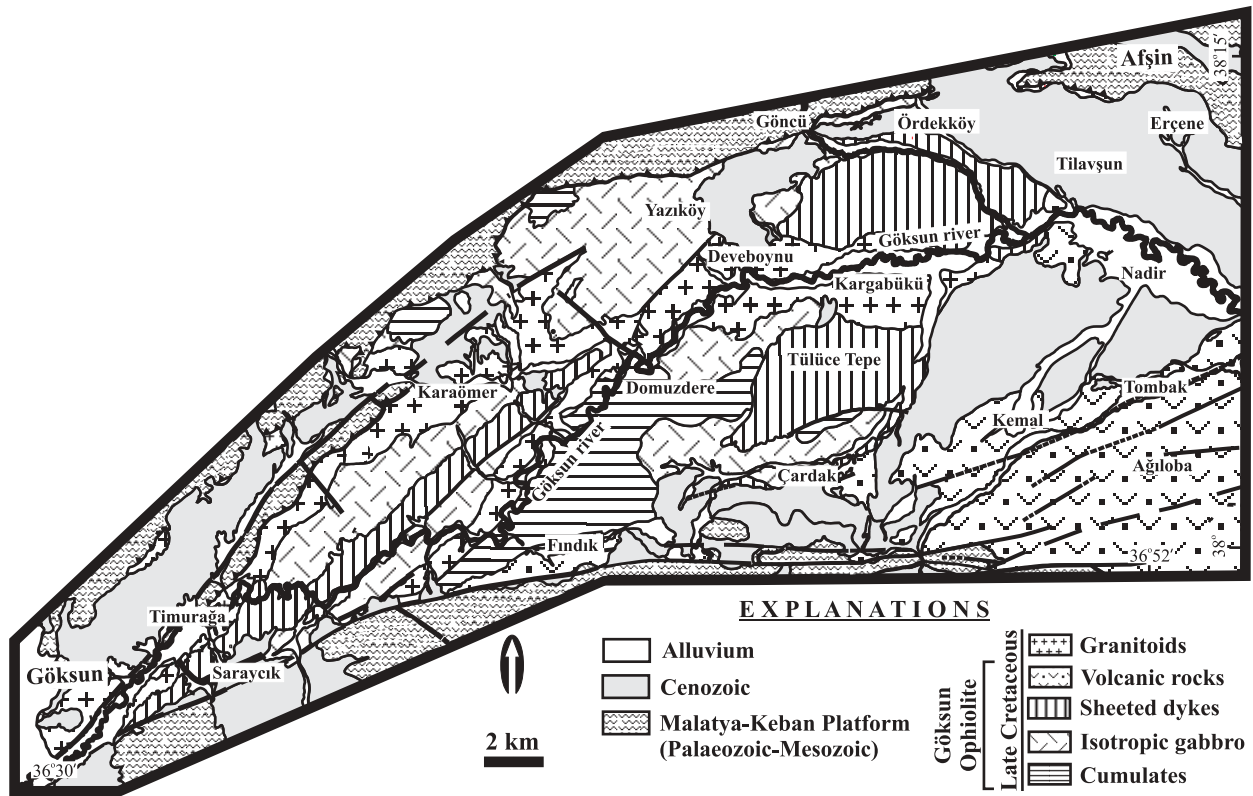 Afşin
38°15´
Göncü
Ördekköy
Erçene
Tilavşun
Yazıköy
Göksun river
Deveboynu
Nadir
Kargabükü
Tülüce Tepe
Domuzdere
Karaömer
Tombak
Kemal
Göksun river
Çardak
Ağıloba
Fındık
36°52´
38°
Timurağa
Saraycık
Göksun
36°30´
2 km
EXPLANATIONS
Alluvium
Cenozoic
Malatya-Keban Platform
(Palaeozoic-Mesozoic)
Göksun
Ophiolite
Late Cretaceous
Granitoids
Volcanic rocks
Sheeted dykes
Isotropic gabbro
Cumulates